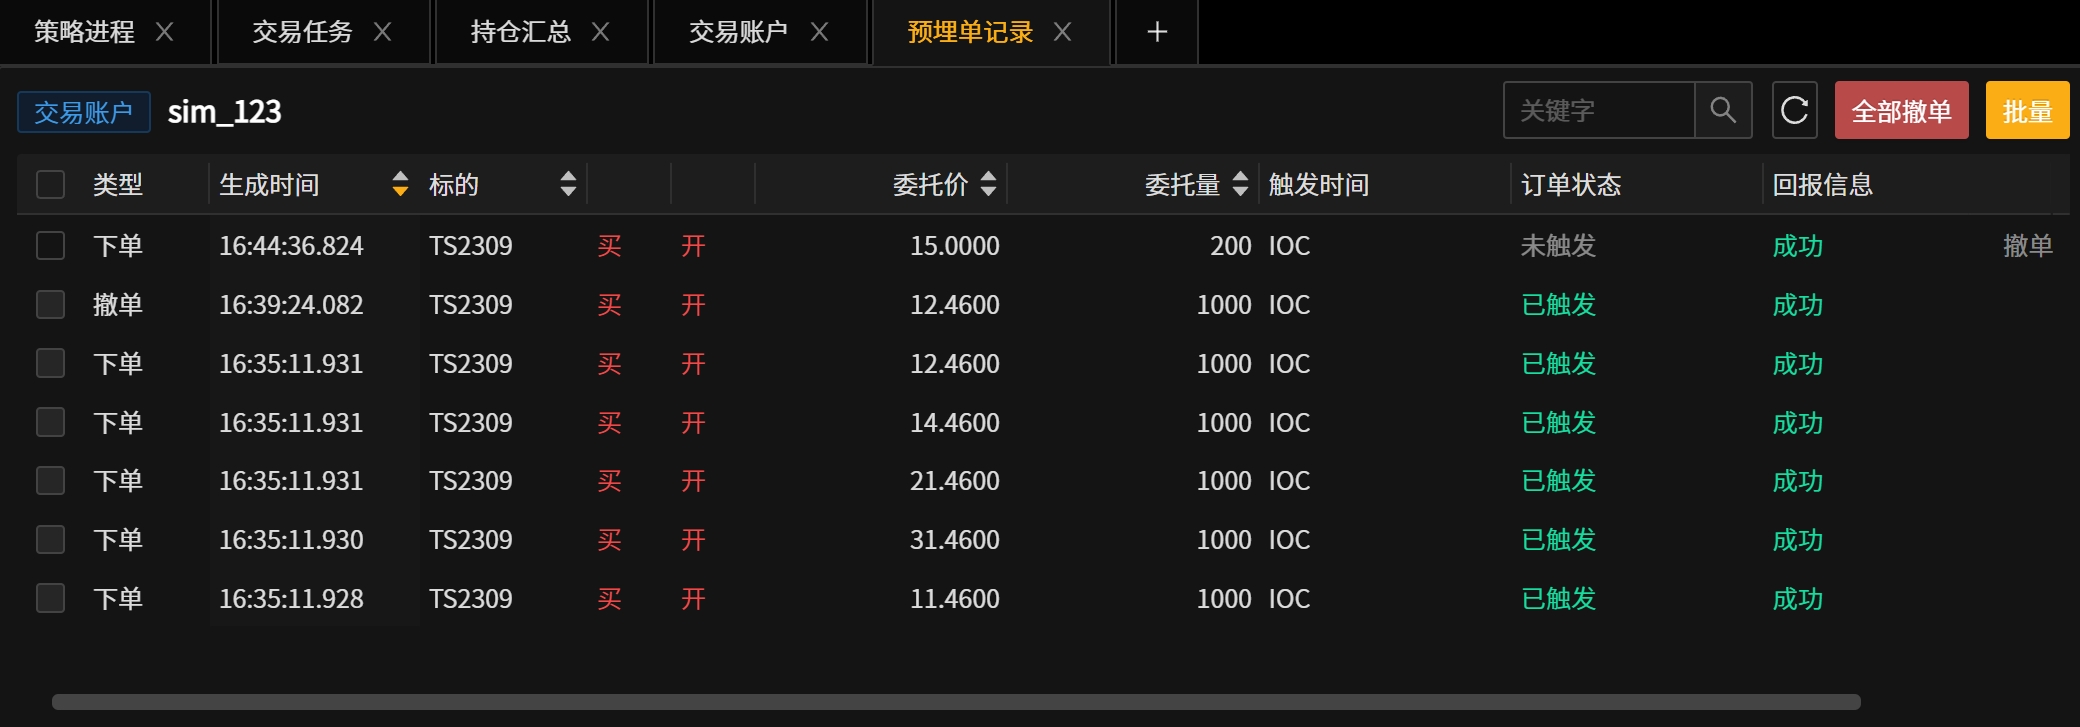 策略进程 交易任务 持仓汇总 交易账户 预埋单记录
交易账户 sim_123 关键字 全部撤单 批量
类型 生成时间 标的 委托价 委托量 触发时间 订单状态 回报信息
下单 16:44:36.824 TS2309 买 开 15.0000 200 IOC 未触发 成功 撤单
撤单 16:39:24.082 TS2309 买 开 12.4600 1000 IOC 已触发 成功
下单 16:35:11.931 TS2309 买 开 12.4600 1000 IOC 已触发 成功
下单 16:35:11.931 TS2309 买 开 14.4600 1000 IOC 已触发 成功
下单 16:35:11.931 TS2309 买 开 21.4600 1000 IOC 已触发 成功
下单 16:35:11.930 TS2309 买 开 31.4600 1000 IOC 已触发 成功
下单 16:35:11.928 TS2309 买 开 11.4600 1000 IOC 已触发 成功